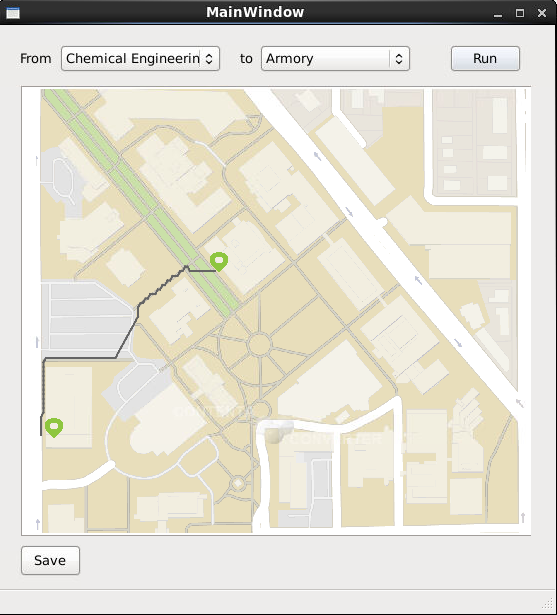 MainWindow
From Chemical Engineerin to Armory Run
Save